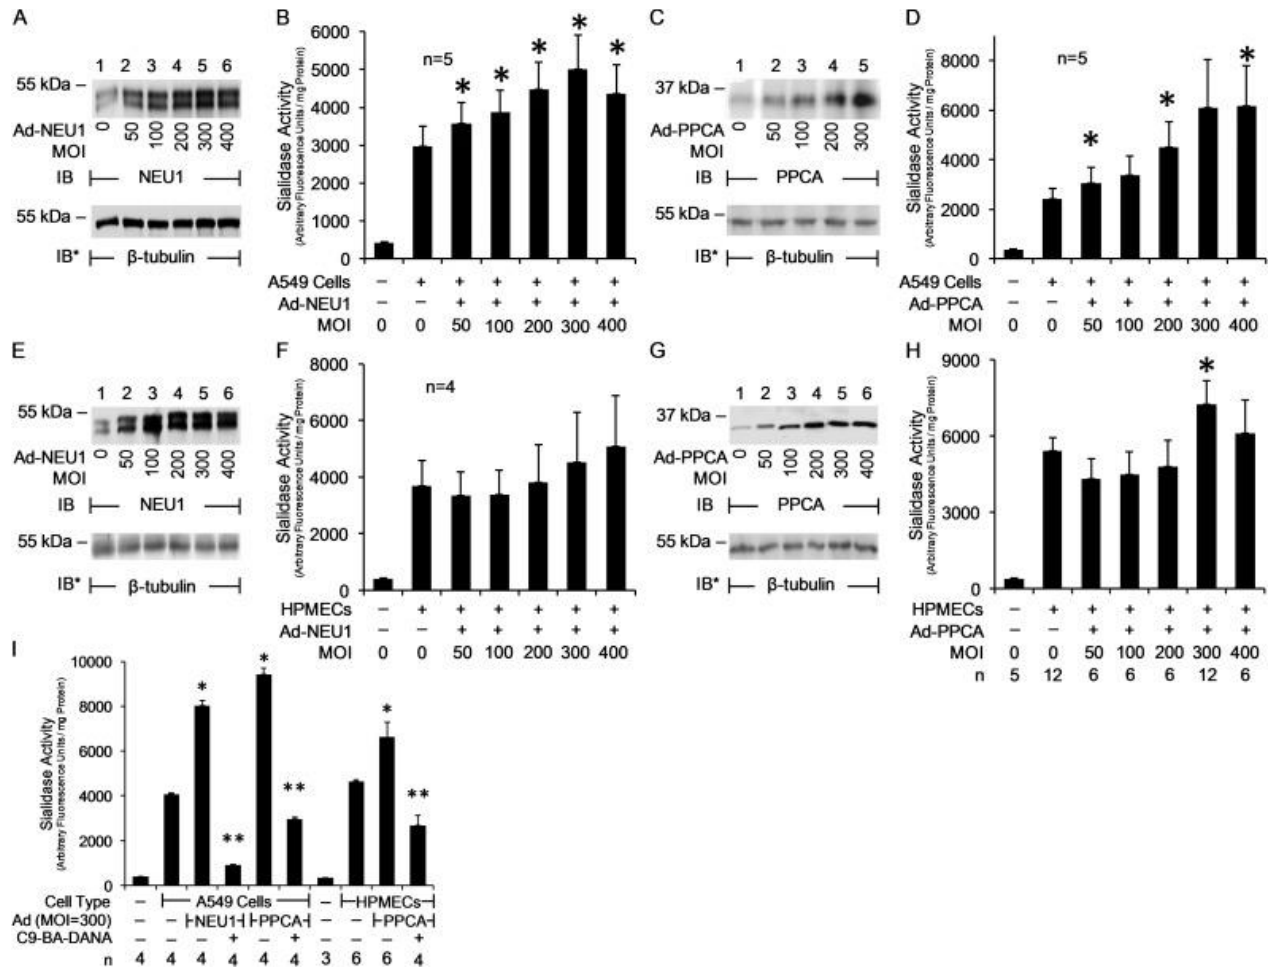 A
1 2 3 4 5 6
55 kDa
Ad-NEU1
MOI
0 50 100 200 300 400
IB NEU1
55 kDa
IB* β-tubulin
B
Sialidase Activity
(Arbitrary Fluorescence Units / mg Protein)
6000
5000
4000
3000
2000
1000
0
n=5
* * * * *
A549 Cells – + + + + + +
Ad-NEU1 – – + + + + +
MOI 0 0 50 100 200 300 400
C
1 2 3 4 5
37 kDa
Ad-PPCA
MOI
0 50 100 200 300
IB PPCA
55 kDa
IB* β-tubulin
D
Sialidase Activity
(Arbitrary Fluorescence Units / mg Protein)
8000
6000
4000
2000
0
n=5
* * *
A549 Cells – + + + + + +
Ad-PPCA – – + + + + +
MOI 0 0 50 100 200 300 400
E
1 2 3 4 5 6
55 kDa
Ad-NEU1
MOI
0 50 100 200 300 400
IB NEU1
55 kDa
IB* β-tubulin
F
Sialidase Activity
(Arbitrary Fluorescence Units / mg Protein)
8000
6000
4000
2000
0
n=4
HPMECs – + + + + + +
Ad-NEU1 – – + + + + +
MOI 0 0 50 100 200 300 400
G
1 2 3 4 5 6
37 kDa
Ad-PPCA
MOI
0 50 100 200 300 400
IB PPCA
55 kDa
IB* β-tubulin
H
Sialidase Activity
(Arbitrary Fluorescence Units / mg Protein)
9000
6000
3000
0
*
HPMECs – + + + + + +
Ad-PPCA – – + + + + +
MOI 0 0 50 100 200 300 400
n 5 12 6 6 6 12 6
I
Sialidase Activity
(Arbitrary Fluorescence Units / mg Protein)
10000
8000
6000
4000
2000
0
* ** * ** * **
Cell Type – A549 Cells – HPMECs
Ad (MOI=300) – – NEU1 PPCA – – PPCA
C9-BA-DANA – – – + – + – – – +
n 4 4 4 4 4 4 3 6 6 4